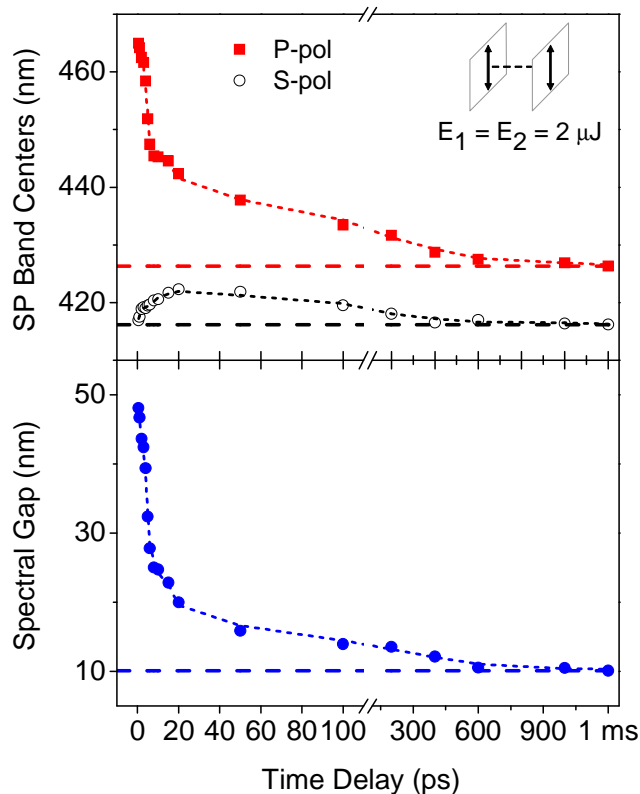 SP Band Centers (nm)
460
440
420
P-pol
S-pol
E1 = E2 = 2 μJ
Spectral Gap (nm)
50
30
10
0 20 40 60 80 100 300 600 900 1 ms
Time Delay (ps)